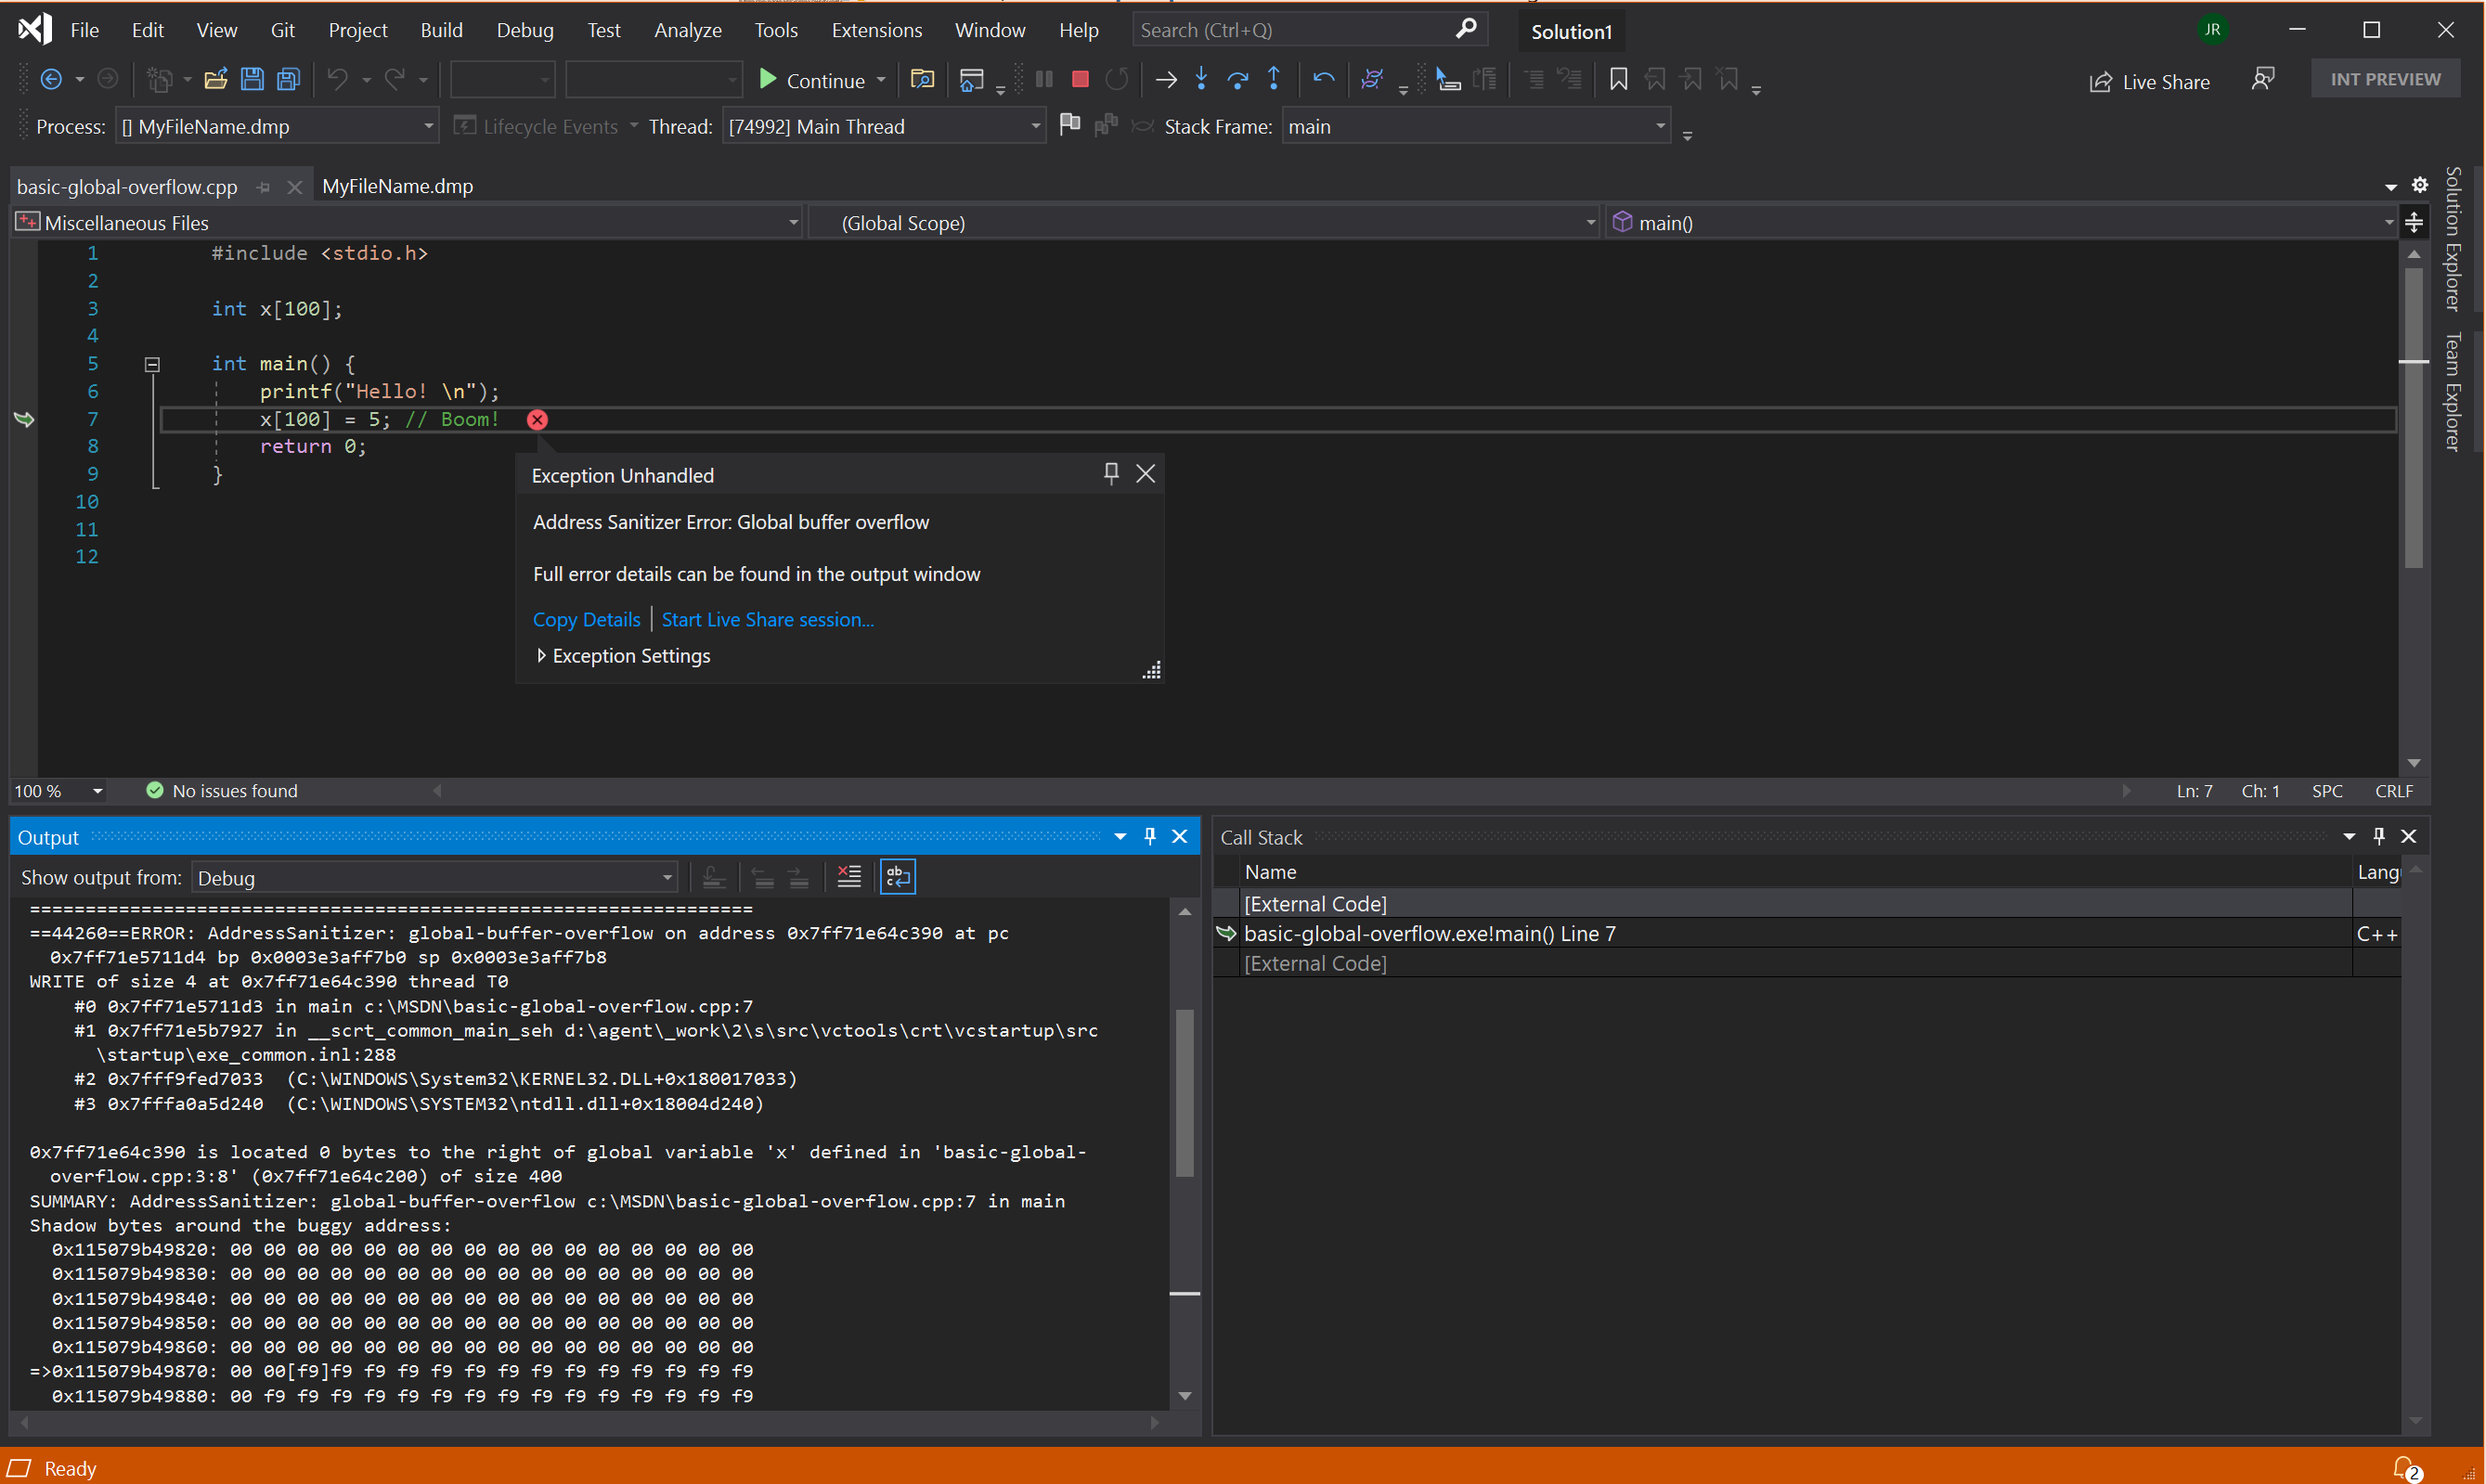 File Edit View Git Project Build Debug Test Analyze Tools Extensions Window Help Search (Ctrl+Q) Solution1 JR
Continue Live Share INT PREVIEW
Process: [] MyFileName.dmp Lifecycle Events Thread: [74992] Main Thread Stack Frame: main
basic-global-overflow.cpp MyFileName.dmp
Miscellaneous Files (Global Scope) main()
1 #include <stdio.h>
2
3 int x[100];
4
5 int main() {
6 printf("Hello! \n");
7 x[100] = 5; // Boom!
8 return 0;
9 }
10
11
12
Exception Unhandled
Address Sanitizer Error: Global buffer overflow
Full error details can be found in the output window
Copy Details | Start Live Share session...
Exception Settings
Solution Explorer
Team Explorer
100 % No issues found Ln: 7 Ch: 1 SPC CRLF
Output
Show output from: Debug
=================================================================
==44260==ERROR: AddressSanitizer: global-buffer-overflow on address 0x7ff71e64c390 at pc
0x7ff71e5711d4 bp 0x0003e3aff7b0 sp 0x0003e3aff7b8
WRITE of size 4 at 0x7ff71e64c390 thread T0
#0 0x7ff71e5711d3 in main c:\MSDN\basic-global-overflow.cpp:7
#1 0x7ff71e5b7927 in __scrt_common_main_seh d:\agent\_work\2\s\src\vctools\crt\vcstartup\src
\startup\exe_common.inl:288
#2 0x7fff9fed7033 (C:\WINDOWS\System32\KERNEL32.DLL+0x180017033)
#3 0x7fffa0a5d240 (C:\WINDOWS\SYSTEM32\ntdll.dll+0x18004d240)
0x7ff71e64c390 is located 0 bytes to the right of global variable 'x' defined in 'basic-global-
overflow.cpp:3:8' (0x7ff71e64c200) of size 400
SUMMARY: AddressSanitizer: global-buffer-overflow c:\MSDN\basic-global-overflow.cpp:7 in main
Shadow bytes around the buggy address:
0x115079b49820: 00 00 00 00 00 00 00 00 00 00 00 00 00 00 00 00
0x115079b49830: 00 00 00 00 00 00 00 00 00 00 00 00 00 00 00 00
0x115079b49840: 00 00 00 00 00 00 00 00 00 00 00 00 00 00 00 00
0x115079b49850: 00 00 00 00 00 00 00 00 00 00 00 00 00 00 00 00
0x115079b49860: 00 00 00 00 00 00 00 00 00 00 00 00 00 00 00 00
=>0x115079b49870: 00 00[f9]f9 f9 f9 f9 f9 f9 f9 f9 f9 f9 f9 f9 f9
0x115079b49880: 00 f9 f9 f9 f9 f9 f9 f9 f9 f9 f9 f9 f9 f9 f9 f9
Call Stack
Name Lang
[External Code]
basic-global-overflow.exe!main() Line 7 C++
[External Code]
Ready 2